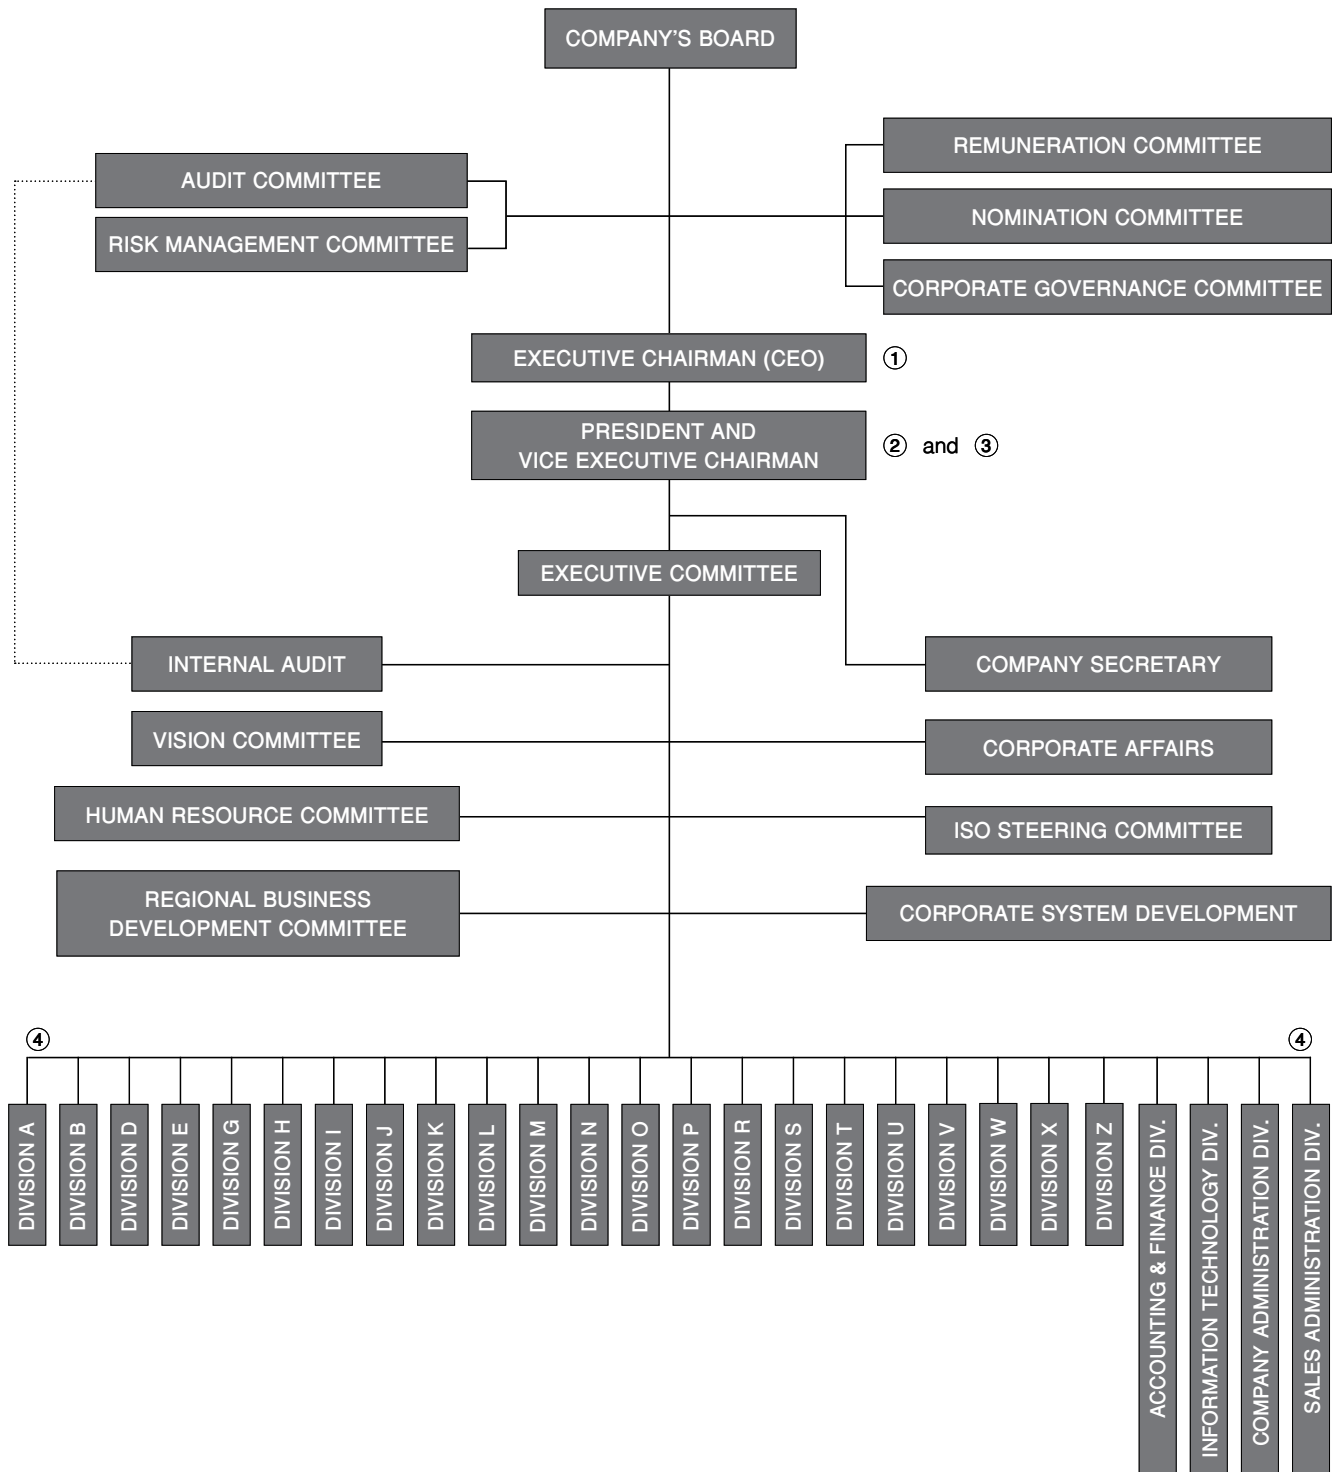 COMPANY'S BOARD
REMUNERATION COMMITTEE
AUDIT COMMITTEE
NOMINATION COMMITTEE
RISK MANAGEMENT COMMITTEE
CORPORATE GOVERNANCE COMMITTEE
EXECUTIVE CHAIRMAN (CEO)
①
PRESIDENT AND
VICE EXECUTIVE CHAIRMAN
② and ③
EXECUTIVE COMMITTEE
INTERNAL AUDIT
COMPANY SECRETARY
VISION COMMITTEE
CORPORATE AFFAIRS
HUMAN RESOURCE COMMITTEE
ISO STEERING COMMITTEE
REGIONAL BUSINESS
DEVELOPMENT COMMITTEE
CORPORATE SYSTEM DEVELOPMENT
④
④
DIVISION A
DIVISION B
DIVISION D
DIVISION E
DIVISION G
DIVISION H
DIVISION I
DIVISION J
DIVISION K
DIVISION L
DIVISION M
DIVISION N
DIVISION O
DIVISION P
DIVISION R
DIVISION S
DIVISION T
DIVISION U
DIVISION V
DIVISION W
DIVISION X
DIVISION Z
ACCOUNTING & FINANCE DIV.
INFORMATION TECHNOLOGY DIV.
COMPANY ADMINISTRATION DIV.
SALES ADMINISTRATION DIV.